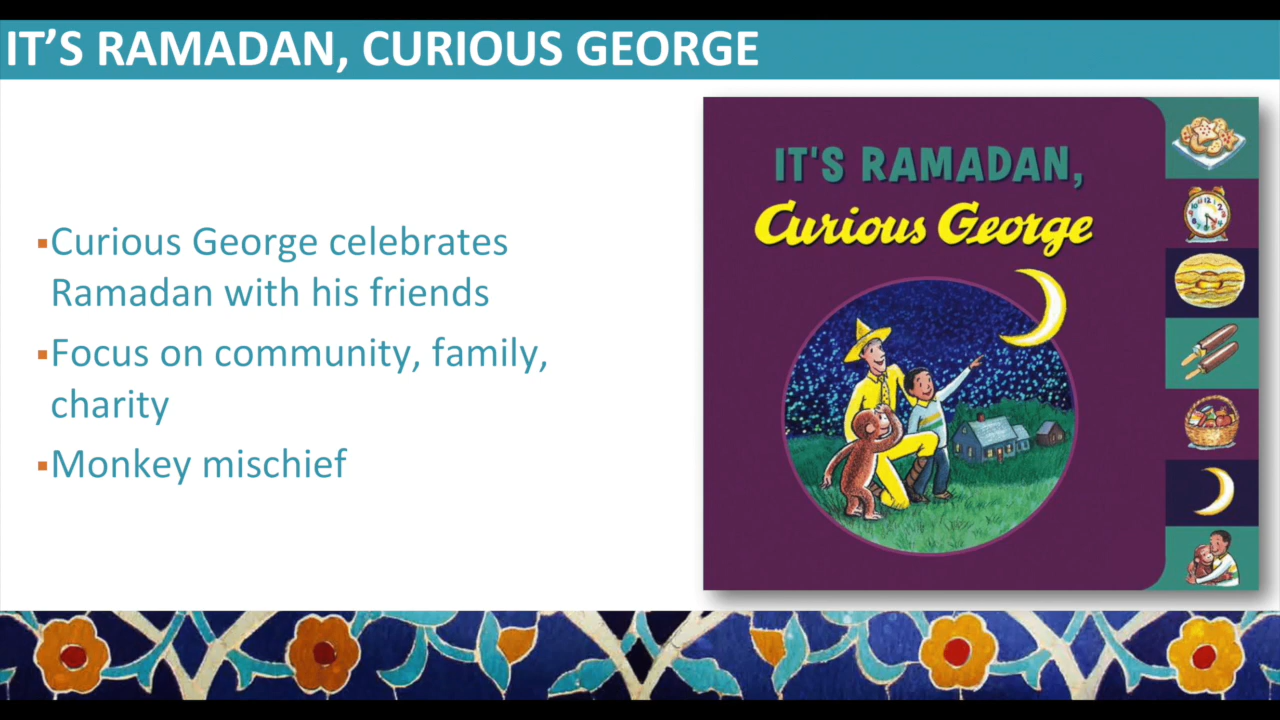 IT’S RAMADAN, CURIOUS GEORGE
▪Curious George celebrates
Ramadan with his friends
▪Focus on community, family,
charity
▪Monkey mischief
IT'S RAMADAN,
Curious George